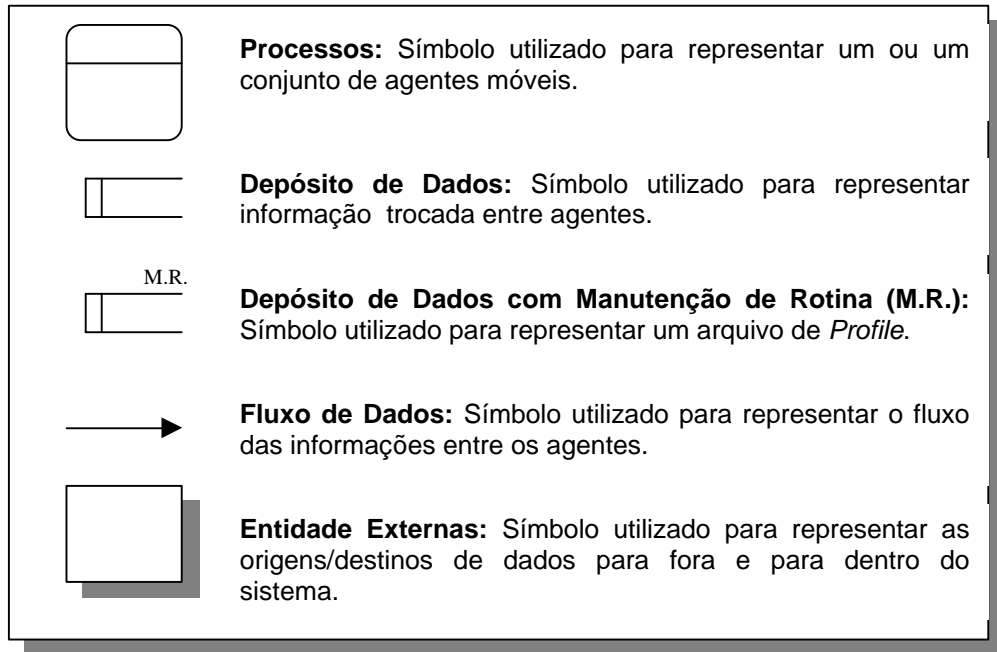 Processos: Símbolo utilizado para representar um ou um
conjunto de agentes móveis.
Depósito de Dados: Símbolo utilizado para representar
informação trocada entre agentes.
M.R.
Depósito de Dados com Manutenção de Rotina (M.R.):
Símbolo utilizado para representar um arquivo de Profile.
Fluxo de Dados: Símbolo utilizado para representar o fluxo
das informações entre os agentes.
Entidade Externas: Símbolo utilizado para representar as
origens/destinos de dados para fora e para dentro do
sistema.